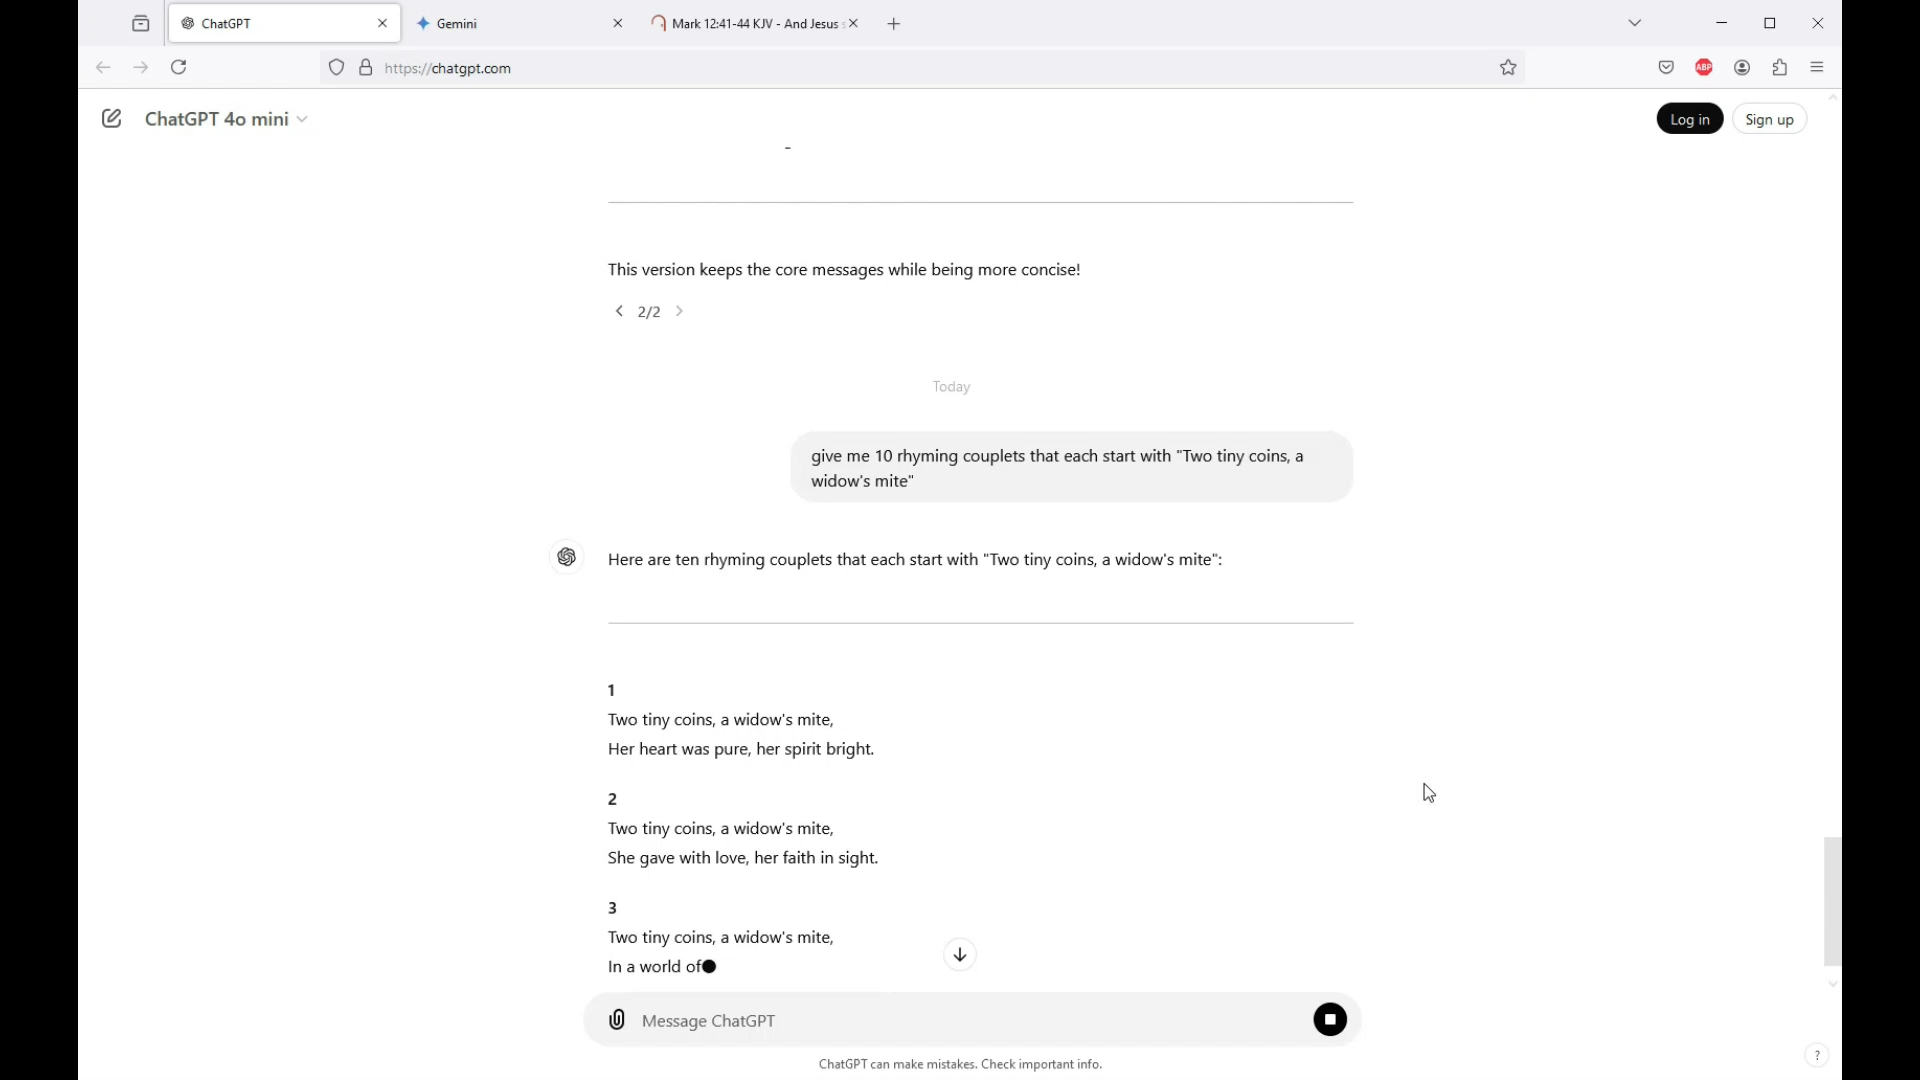 ChatGPT
Gemini
Mark 12:41-44 KJV - And Jesus
https://chatgpt.com
ABP
ChatGPT 4o mini
Log in
Sign up
This version keeps the core messages while being more concise!
2/2
Today
give me 10 rhyming couplets that each start with "Two tiny coins, a
widow's mite"
Here are ten rhyming couplets that each start with "Two tiny coins, a widow's mite":
1
Two tiny coins, a widow's mite,
Her heart was pure, her spirit bright.
2
Two tiny coins, a widow's mite,
She gave with love, her faith in sight.
3
Two tiny coins, a widow's mite,
In a world of
Message ChatGPT
ChatGPT can make mistakes. Check important info.
?